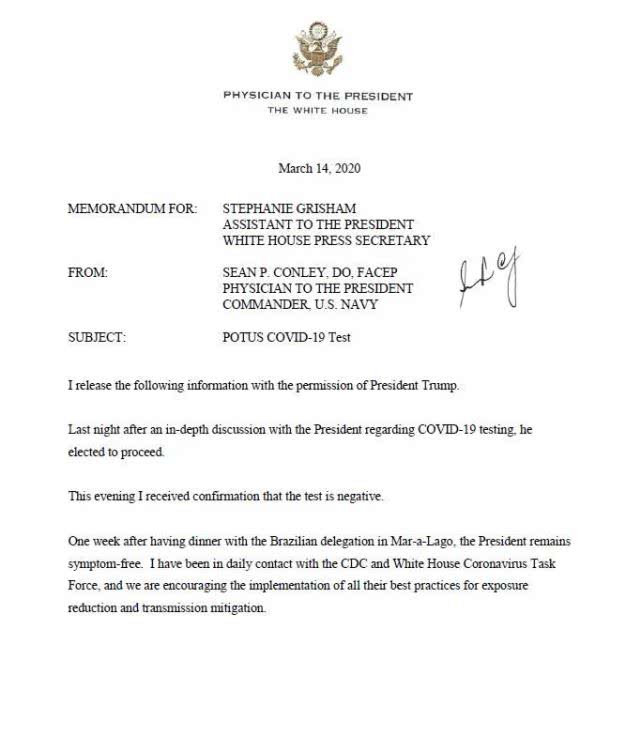 PHYSICIAN TO THE PRESIDENT
THE WHITE HOUSE
March 14, 2020
MEMORANDUM FOR: STEPHANIE GRISHAM
ASSISTANT TO THE PRESIDENT
WHITE HOUSE PRESS SECRETARY
FROM: SEAN P. CONLEY, DO, FACEP
PHYSICIAN TO THE PRESIDENT
COMMANDER, U.S. NAVY
SUBJECT: POTUS COVID-19 Test
I release the following information with the permission of President Trump.
Last night after an in-depth discussion with the President regarding COVID-19 testing, he
elected to proceed.
This evening I received confirmation that the test is negative.
One week after having dinner with the Brazilian delegation in Mar-a-Lago, the President remains
symptom-free.  I have been in daily contact with the CDC and White House Coronavirus Task
Force, and we are encouraging the implementation of all their best practices for exposure
reduction and transmission mitigation.